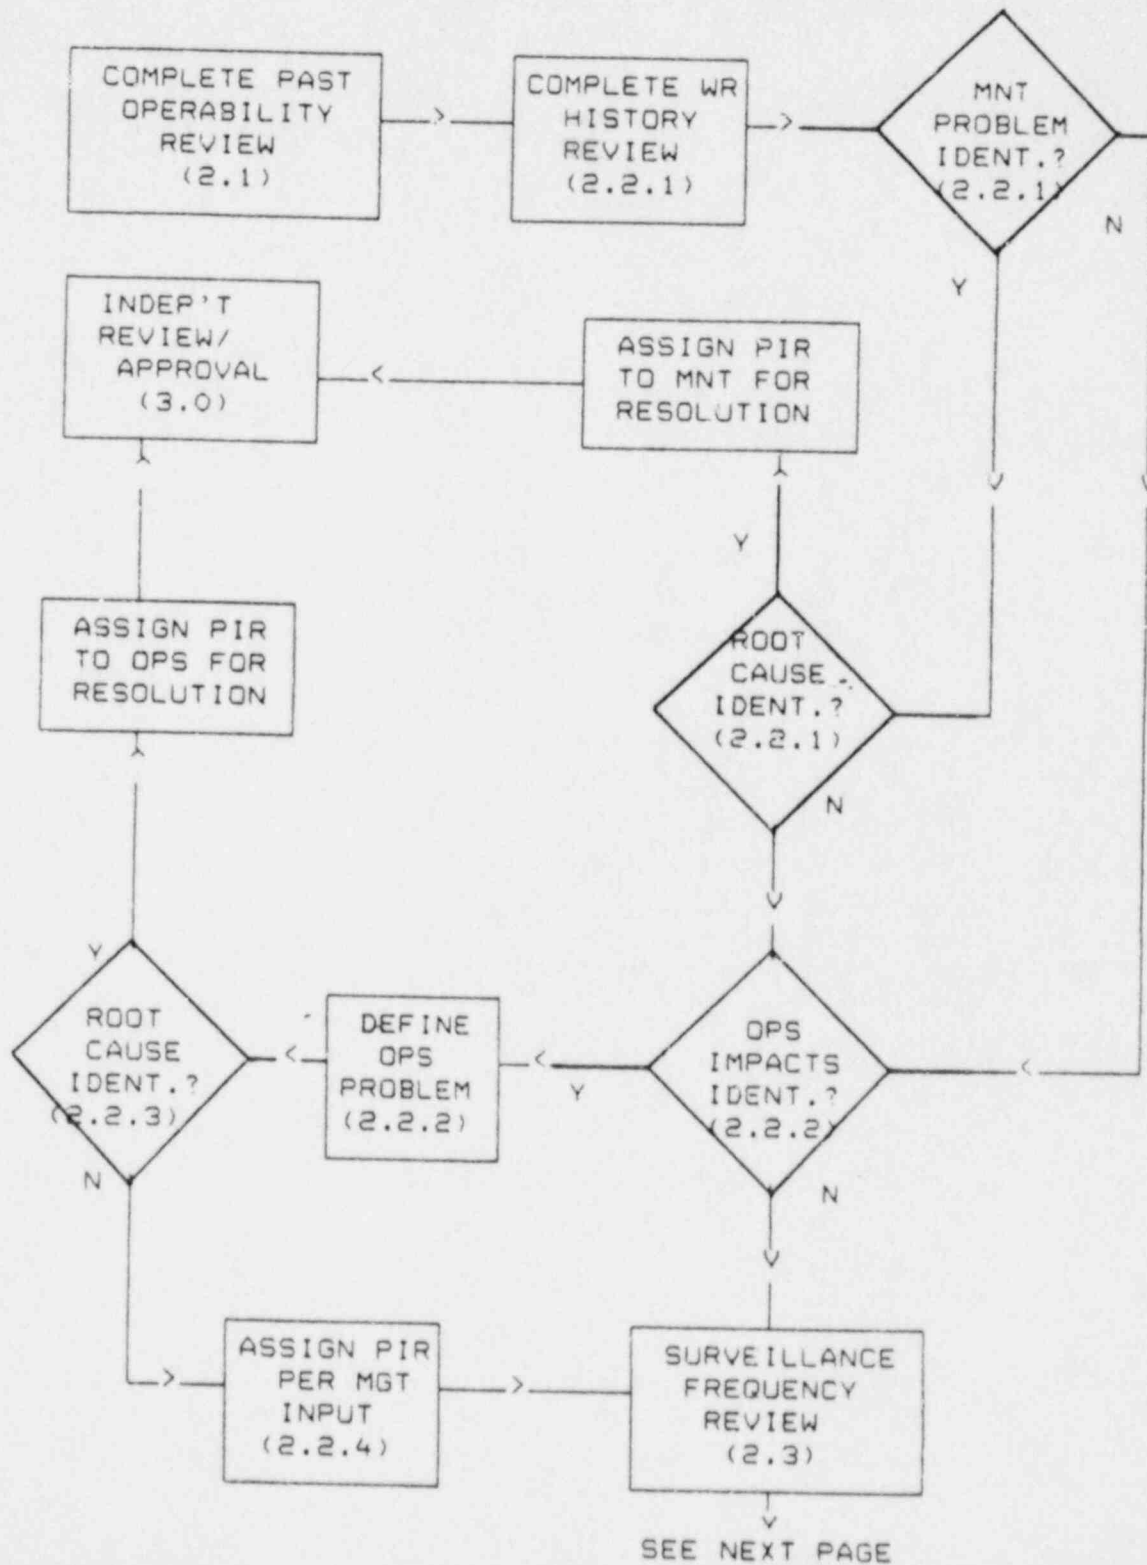 COMPLETE PAST
OPERABILITY
REVIEW
(2.1)
COMPLETE WR
HISTORY
REVIEW
(2.2.1)
MNT
PROBLEM
IDENT.?
(2.2.1)
N
Y
INDEP'T
REVIEW/
APPROVAL
(3.0)
ASSIGN PIR
TO MNT FOR
RESOLUTION
Y
ASSIGN PIR
TO OPS FOR
RESOLUTION
ROOT
CAUSE
IDENT.?
(2.2.1)
N
Y
ROOT
CAUSE
IDENT.?
(2.2.3)
N
DEFINE
OPS
PROBLEM
(2.2.2)
Y
OPS
IMPACTS
IDENT.?
(2.2.2)
N
ASSIGN PIR
PER MGT
INPUT
(2.2.4)
SURVEILLANCE
FREQUENCY
REVIEW
(2.3)
SEE NEXT PAGE